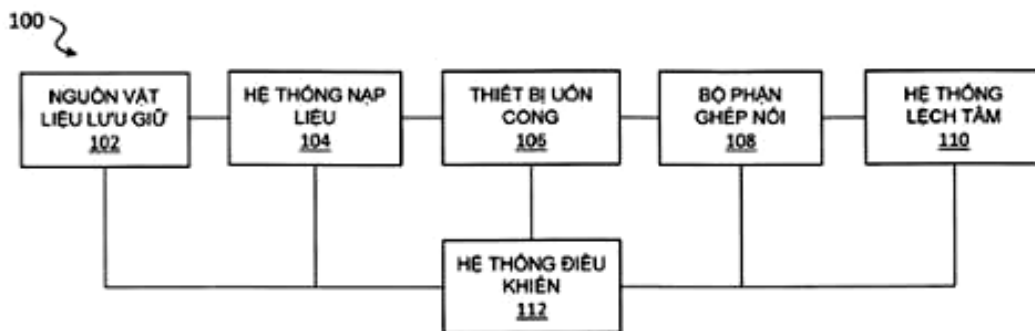 100
NGUỒN VẬT
LIỆU LƯU GIỮ
102
HỆ THỐNG NẠP
LIỆU
104
THIẾT BỊ UỐN
CONG
106
BỘ PHẬN
GHÉP NỐI
108
HỆ THỐNG
LỆCH TÂM
110
HỆ THỐNG ĐIỀU
KHIỂN
112